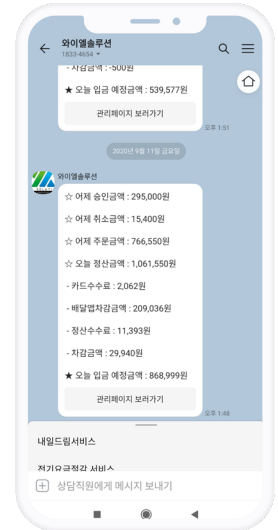 와이엘솔루션
1833-4654
- 차감금액 : -500원
★ 오늘 입금 예정금액 : 539,577원
관리페이지 보러가기
오후 1:51
2020년 9월 11일 금요일
와이엘솔루션
☆ 어제 승인금액 : 295,000원
☆ 어제 취소금액 : 15,400원
☆ 어제 주문금액 : 766,550원
☆ 오늘 정산금액 : 1,061,550원
- 카드수수료 : 2,062원
- 배달앱차감금액 : 209,036원
- 정산수수료 : 11,393원
- 차감금액 : 29,940원
★ 오늘 입금 예정금액 : 868,999원
관리페이지 보러가기
오후 1:48
내일드림서비스
전기요금절감 서비스
상담직원에게 메시지 보내기